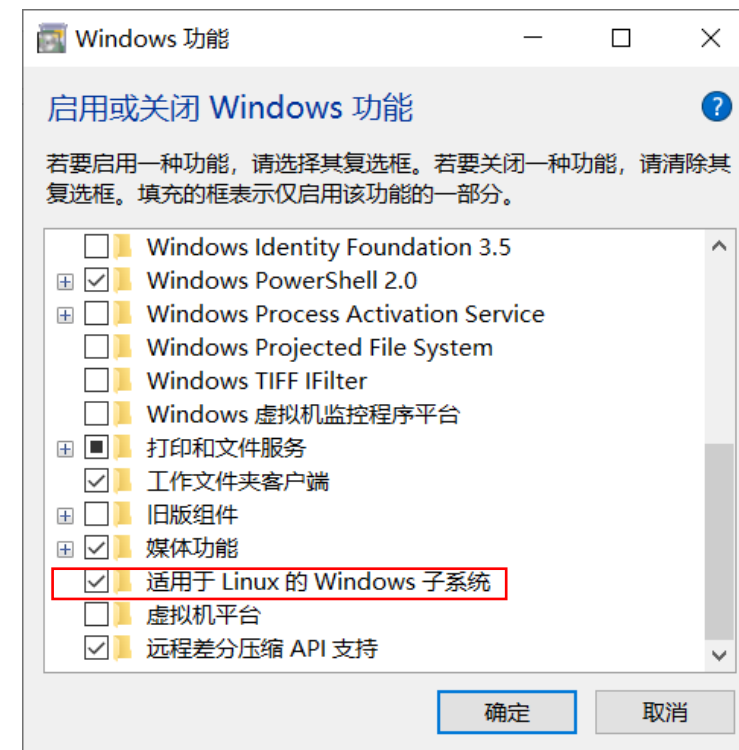 Windows 功能
启用或关闭 Windows 功能
若要启用一种功能，请选择其复选框。若要关闭一种功能，请清除其
复选框。填充的框表示仅启用该功能的一部分。
Windows Identity Foundation 3.5
Windows PowerShell 2.0
Windows Process Activation Service
Windows Projected File System
Windows TIFF IFilter
Windows 虚拟机监控程序平台
打印和文件服务
工作文件夹客户端
旧版组件
媒体功能
适用于 Linux 的 Windows 子系统
虚拟机平台
远程差分压缩 API 支持
确定 取消